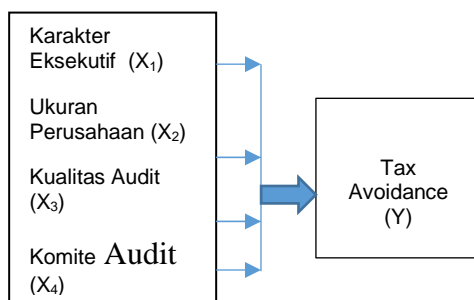 Karakter
Eksekutif (X₁)
Ukuran
Perusahaan (X₂)
Kualitas Audit
(X₃)
Komite Audit
(X₄)
Tax
Avoidance
(Y)